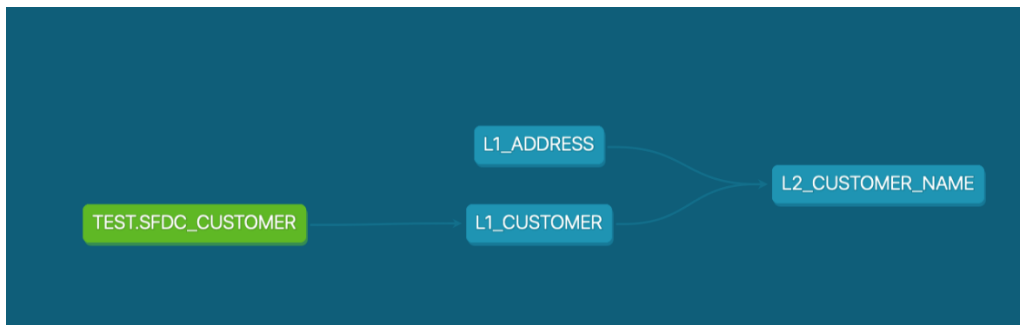 L1_ADDRESS
L2_CUSTOMER_NAME
TEST.SFDC_CUSTOMER
L1_CUSTOMER